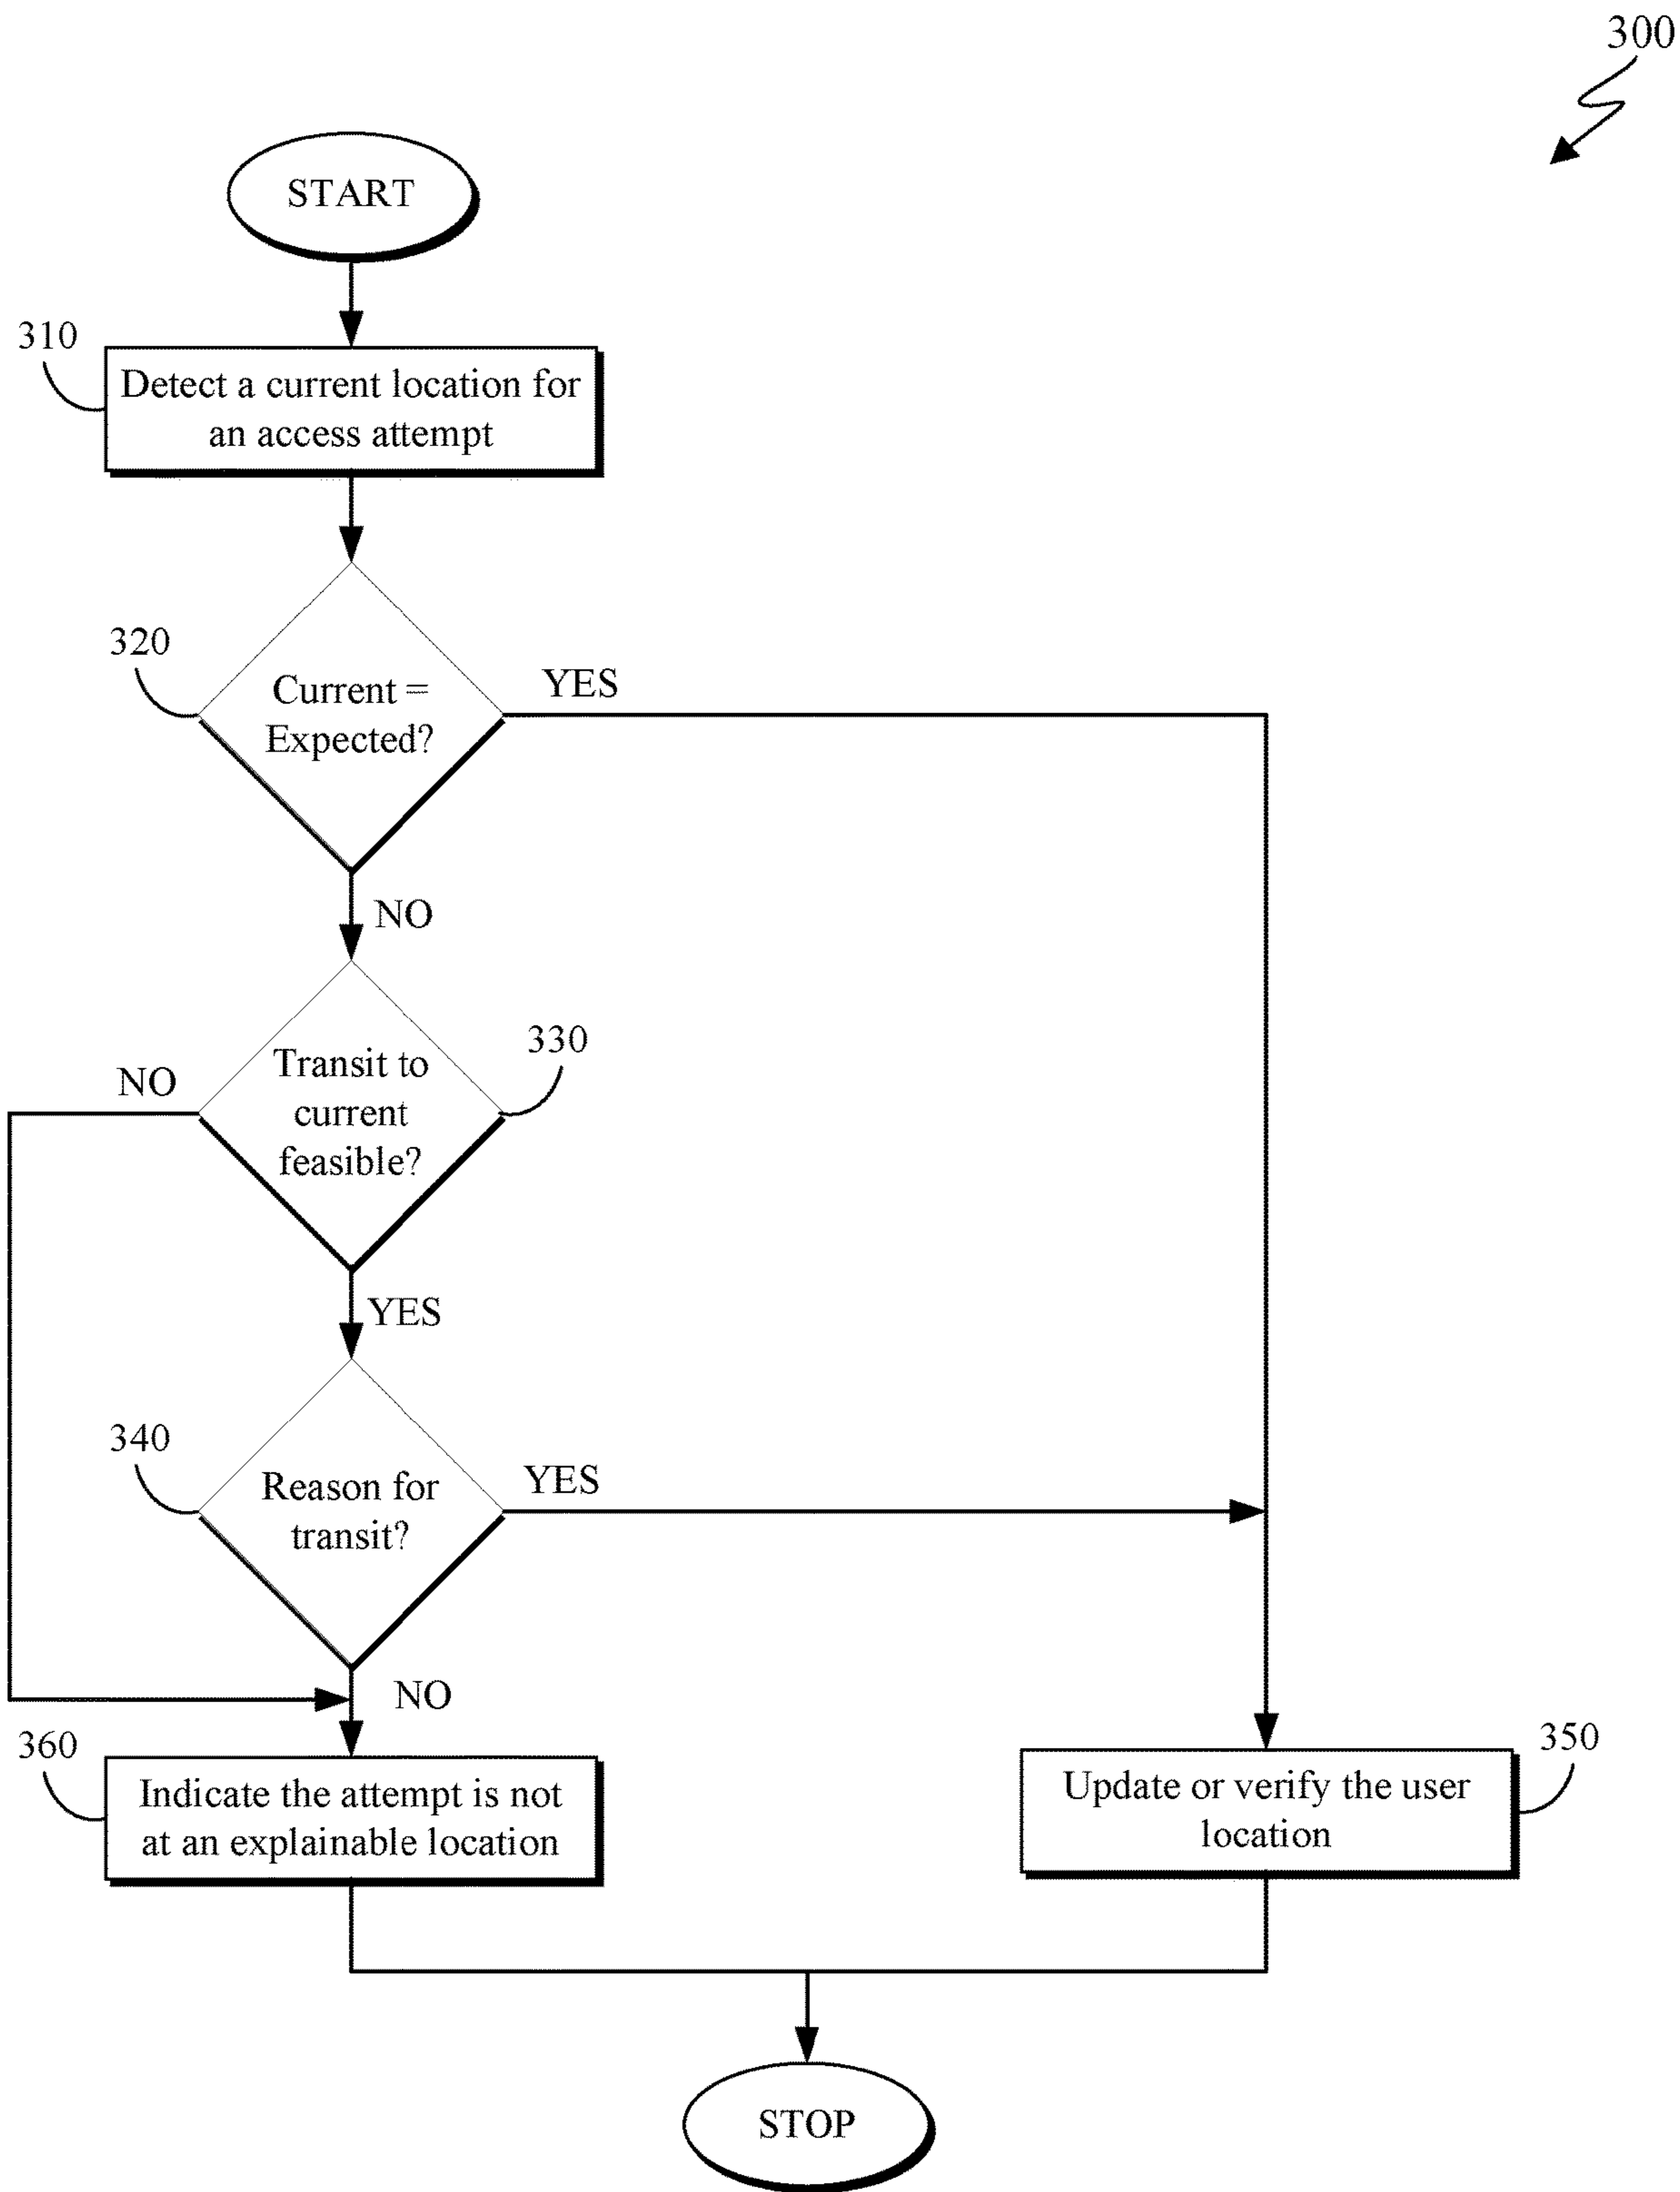 300
START
310
Detect a current location for
an access attempt
320
Current =
Expected?
YES
NO
330
Transit to
current
feasible?
NO
YES
340
Reason for
transit?
YES
NO
360
Indicate the attempt is not
at an explainable location
350
Update or verify the user
location
STOP